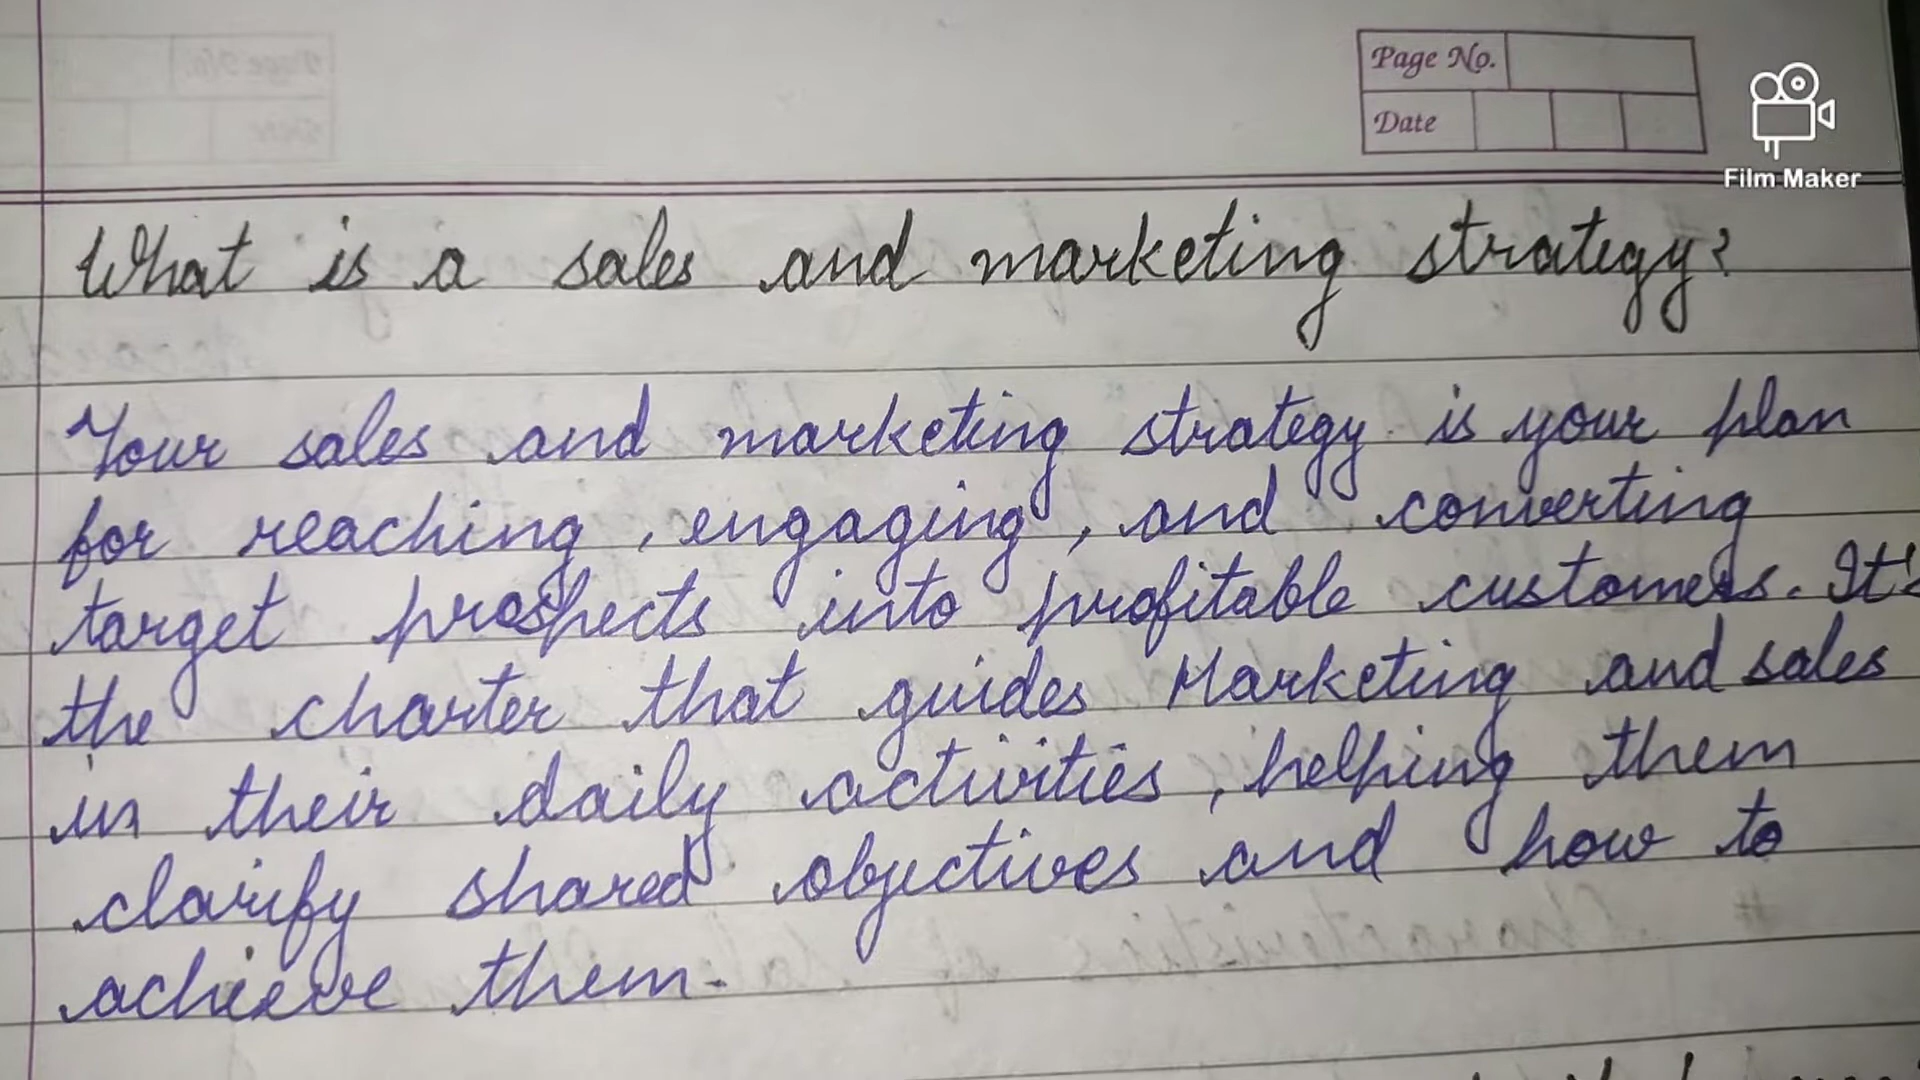 Page No.
Date
Film Maker
What is a sales and marketing strategy?
Your sales and marketing strategy is your plan
for reaching, engaging, and converting
target prospects into profitable customers. It's
the charter that guides Marketing and sales
in their daily activities, helping them
clarify shared objectives and how to
achieve them.